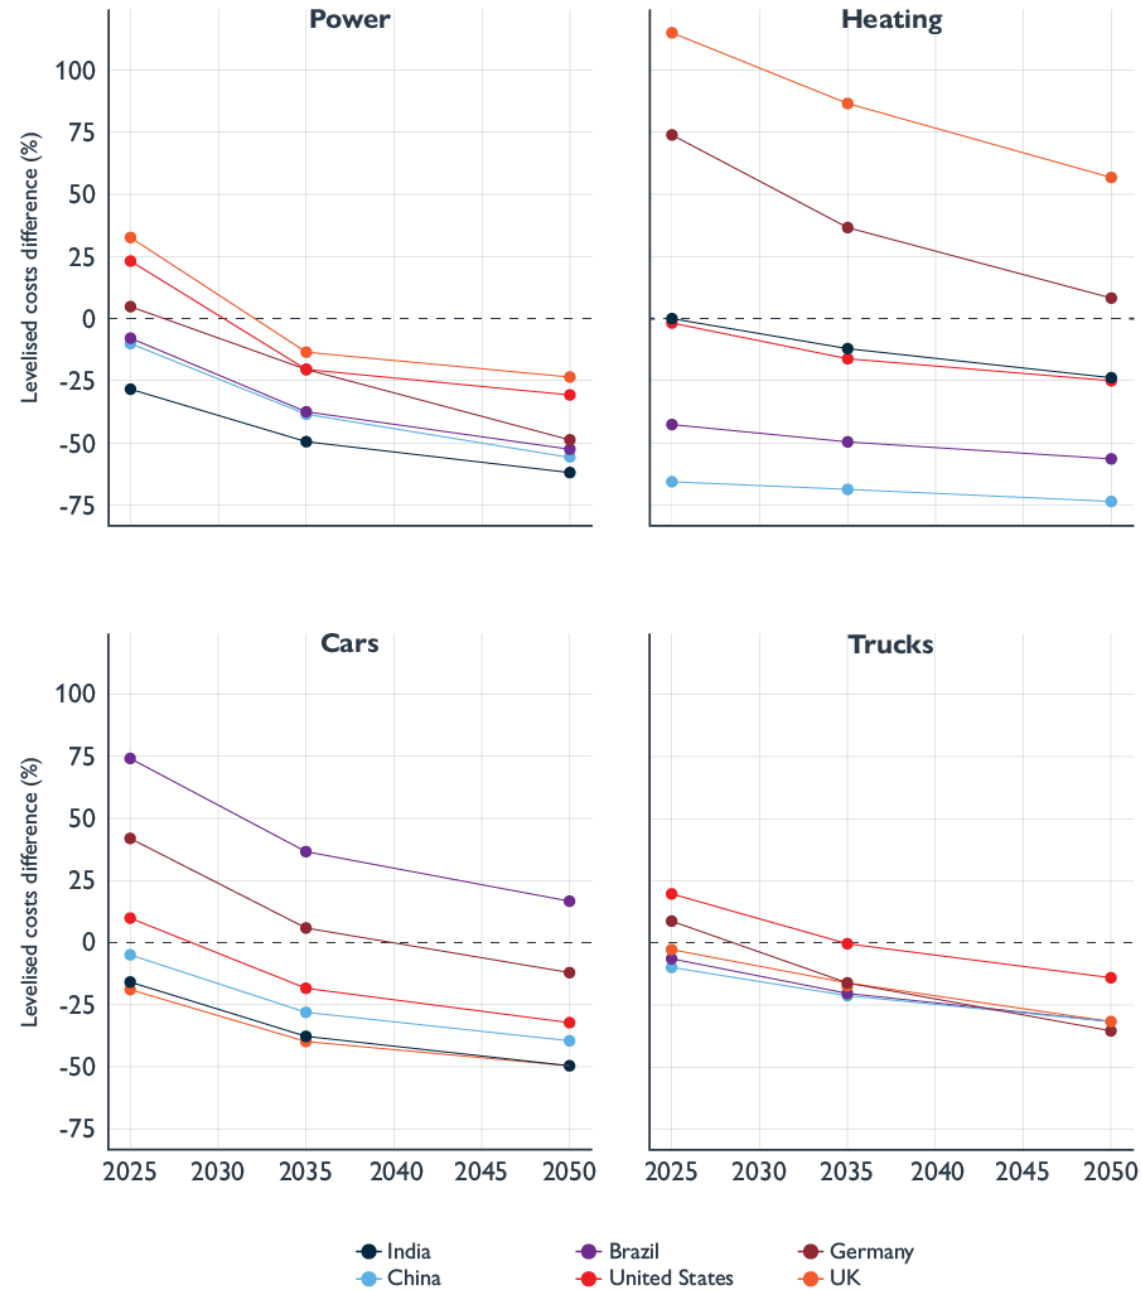 Power
Heating
Levelised costs difference (%)
100
75
50
25
0
-25
-50
-75
Cars
Trucks
Levelised costs difference (%)
100
75
50
25
0
-25
-50
-75
2025 2030 2035 2040 2045 2050
2025 2030 2035 2040 2045 2050
India Brazil Germany
China United States UK